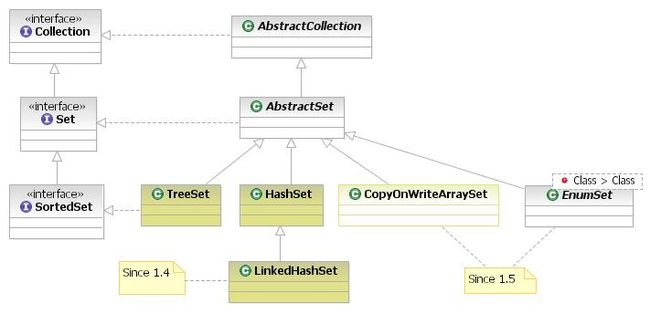 «interface»
I Collection
C AbstractCollection
«interface»
I Set
C AbstractSet
Class > Class
«interface»
I SortedSet
C TreeSet
C HashSet
C CopyOnWriteArraySet
C EnumSet
Since 1.4
C LinkedHashSet
Since 1.5